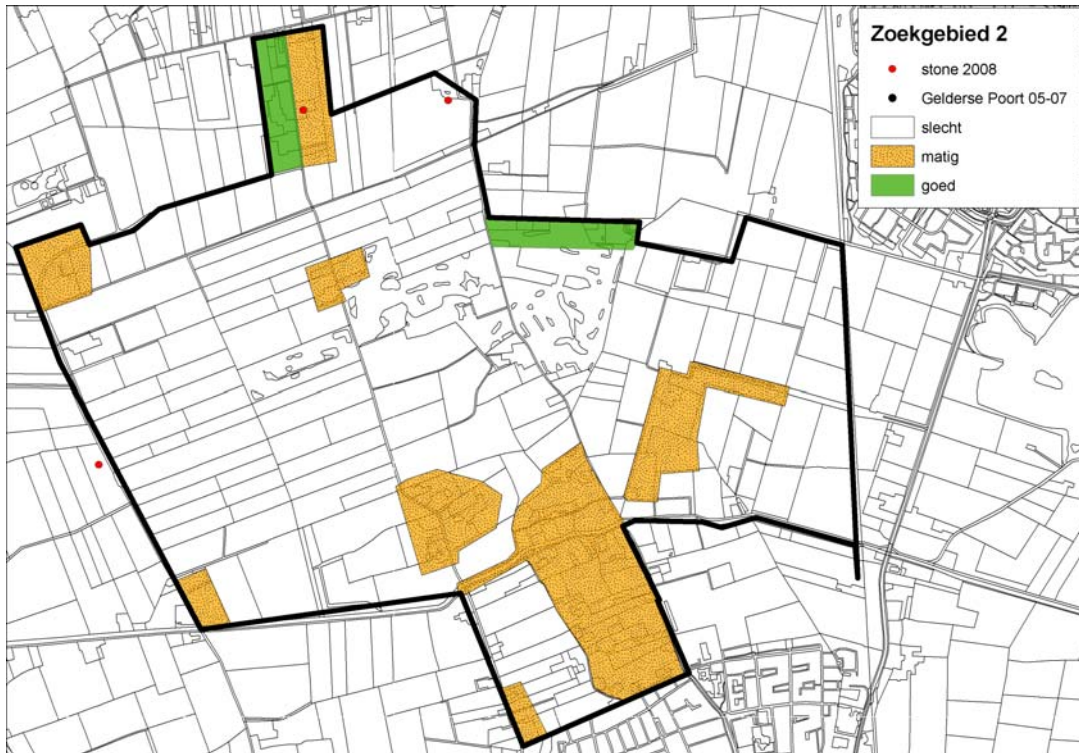 Zoekgebied 2
stone 2008
Gelderse Poort 05-07
slecht
matig
goed